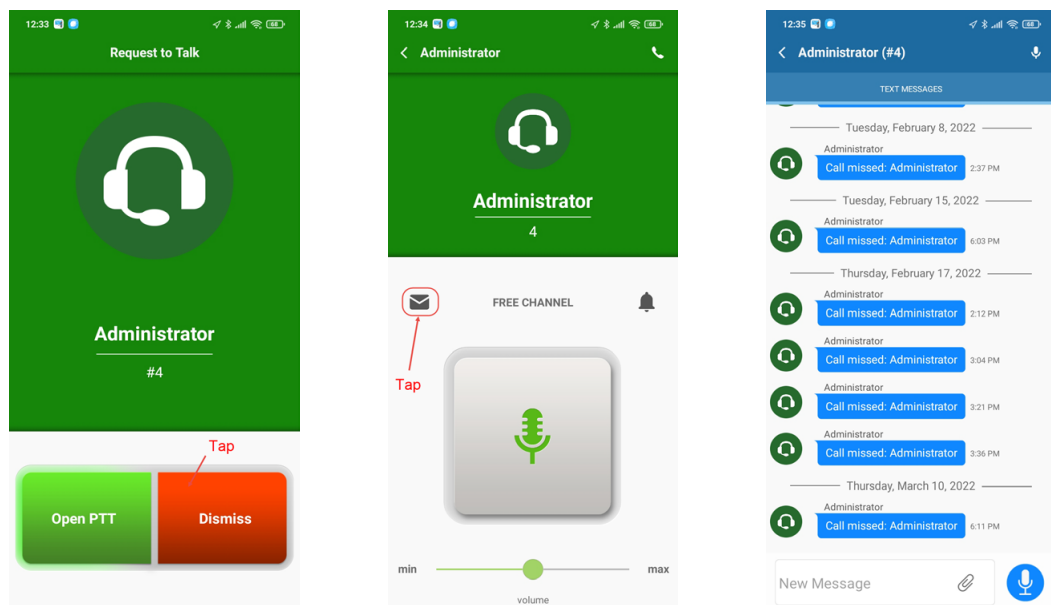 12:33
68
Request to Talk
Administrator
#4
Tap
Open PTT
Dismiss
12:34
68
Administrator
Administrator
4
FREE CHANNEL
Tap
min
max
volume
12:35
68
Administrator (#4)
TEXT MESSAGES
Tuesday, February 8, 2022
Administrator
Call missed: Administrator 2:37 PM
Tuesday, February 15, 2022
Administrator
Call missed: Administrator 6:03 PM
Thursday, February 17, 2022
Administrator
Call missed: Administrator 2:12 PM
Administrator
Call missed: Administrator 3:04 PM
Administrator
Call missed: Administrator 3:21 PM
Administrator
Call missed: Administrator 3:36 PM
Thursday, March 10, 2022
Administrator
Call missed: Administrator 6:11 PM
New Message